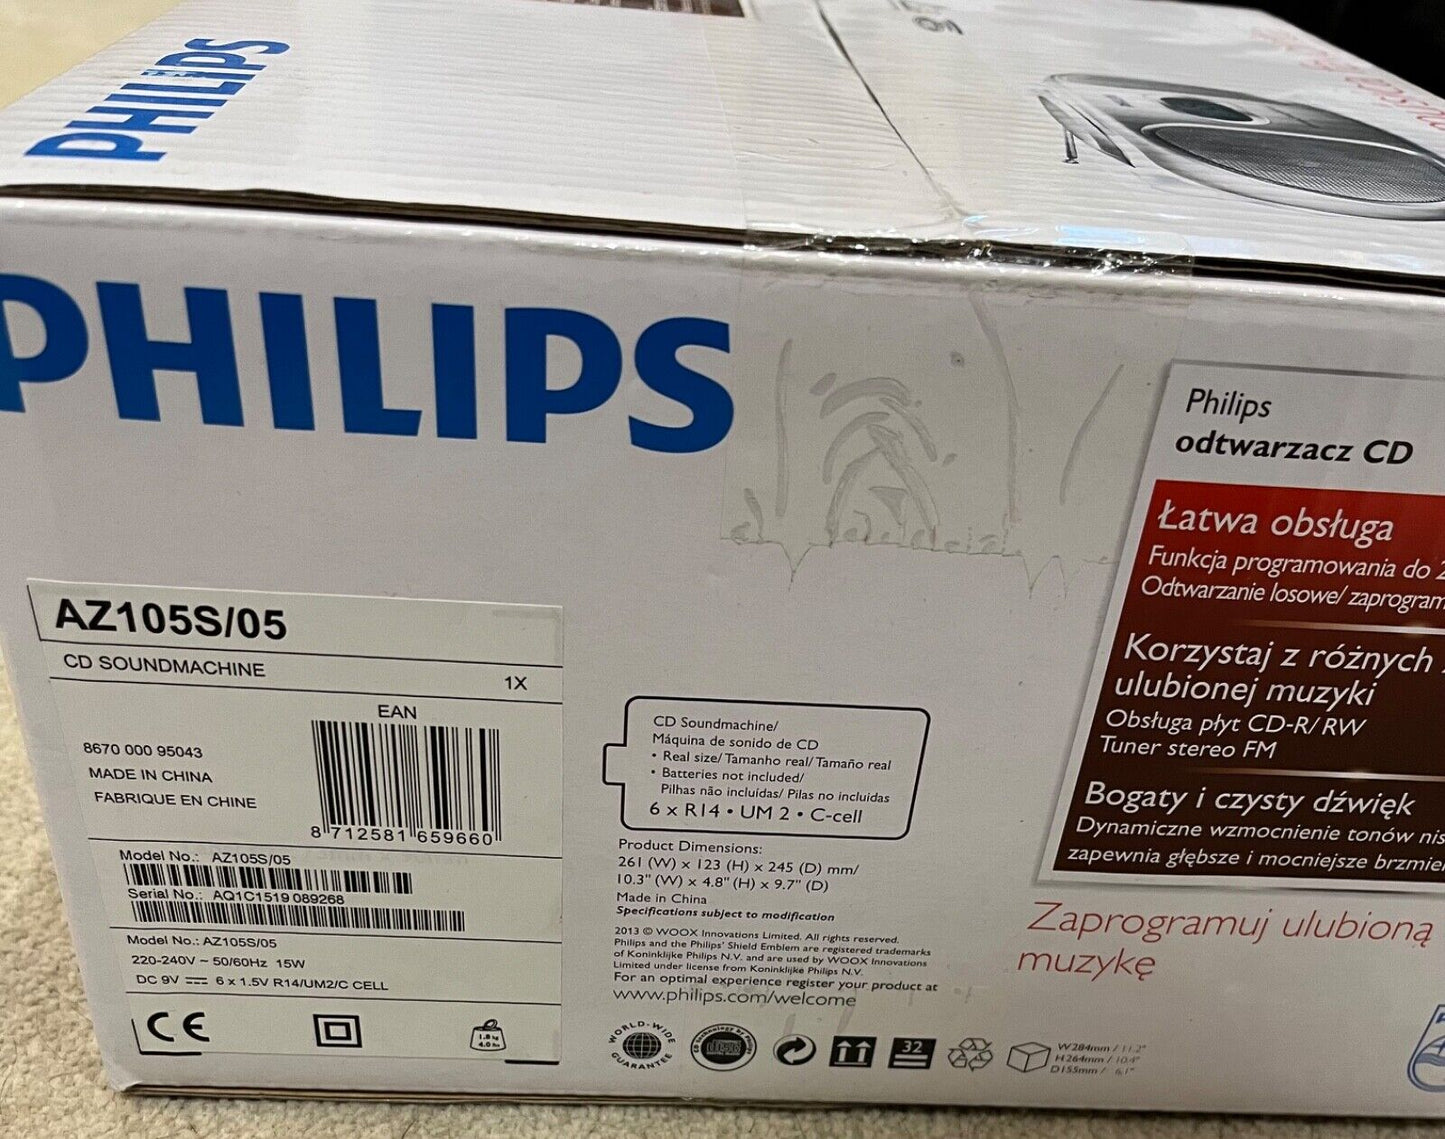 PHILIPS
PHILIPS
AZ105S/05
CD SOUNDMACHINE
1X
EAN
8670 000 95043
MADE IN CHINA
FABRIQUE EN CHINE
8 712581 659660
Model No.: AZ105S/05
Serial No.: AQ1C1519 089268
Model No.: AZ105S/05
220-240V ~ 50/60Hz 15W
DC 9V 6 x 1.5V R14/UM2/C CELL
CE
CD Soundmachine/
Máquina de sonido de CD
• Real size/ Tamanho real/ Tamaño real
• Batteries not included/
Pilhas não incluídas/ Pilas no incluidas
6 x R14 • UM 2 • C-cell
Product Dimensions:
261 (W) x 123 (H) x 245 (D) mm/
10.3" (W) x 4.8" (H) x 9.7" (D)
Made in China
Specifications subject to modification
2013 © WOOX Innovations Limited. All rights reserved.
Philips and the Philips' Shield Emblem are registered trademarks
of Koninklijke Philips N.V. and are used by WOOX Innovations
Limited under license from Koninklijke Philips N.V.
For an optimal experience register your product at
www.philips.com/welcome
WORLD-WIDE
GUARANTEE
32
W284mm / 11.2"
H264mm / 10.4"
D155mm / 6.1"
Philips
odtwarzacz CD
Łatwa obsługa
Funkcja programowania do 2
Odtwarzanie losowe/ zaprogram
Korzystaj z różnych
ulubionej muzyki
Obsługa płyt CD-R/ RW
Tuner stereo FM
Bogaty i czysty dźwięk
Dynamiczne wzmocnienie tonów nis
zapewnia głębsze i mocniejsze brzmie
Zaprogramuj ulubioną
muzykę